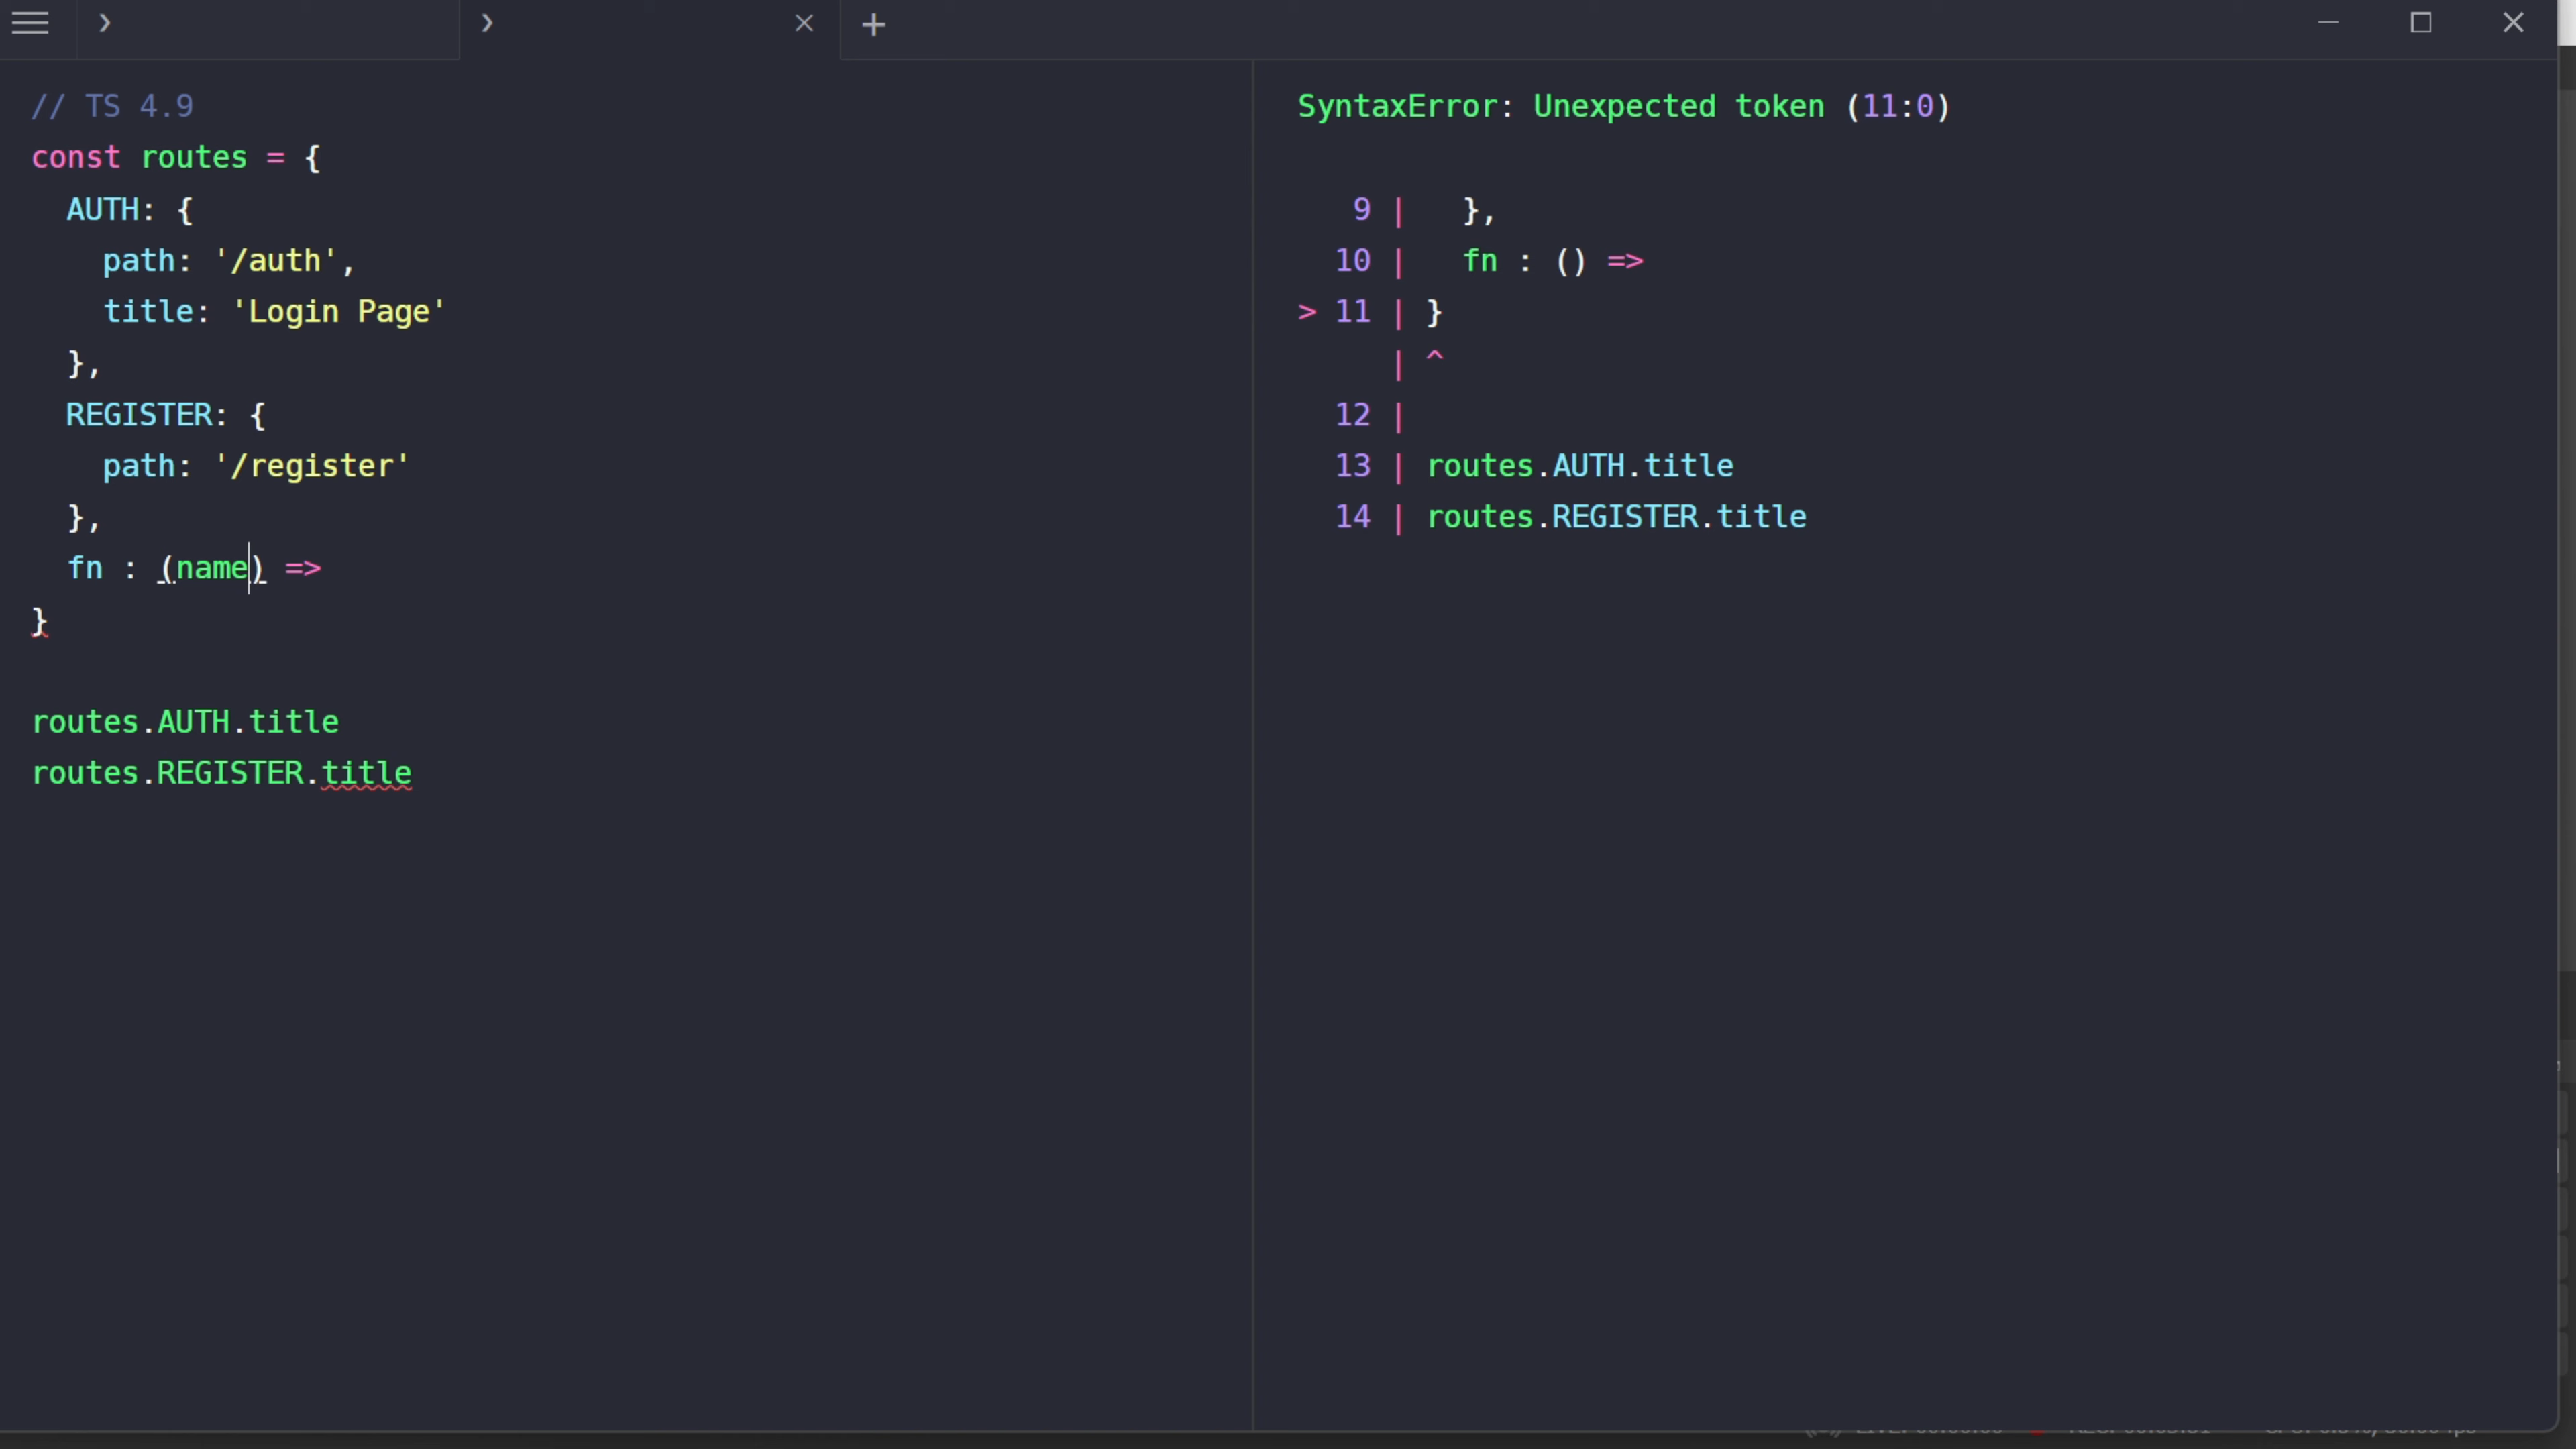 // TS 4.9
const routes = {
  AUTH: {
    path: '/auth',
    title: 'Login Page'
  },
  REGISTER: {
    path: '/register'
  },
  fn : (name) =>
}
routes.AUTH.title
routes.REGISTER.title
SyntaxError: Unexpected token (11:0)
   9 |   },
  10 |   fn : () =>
> 11 | }
     | ^
  12 |
  13 | routes.AUTH.title
  14 | routes.REGISTER.title